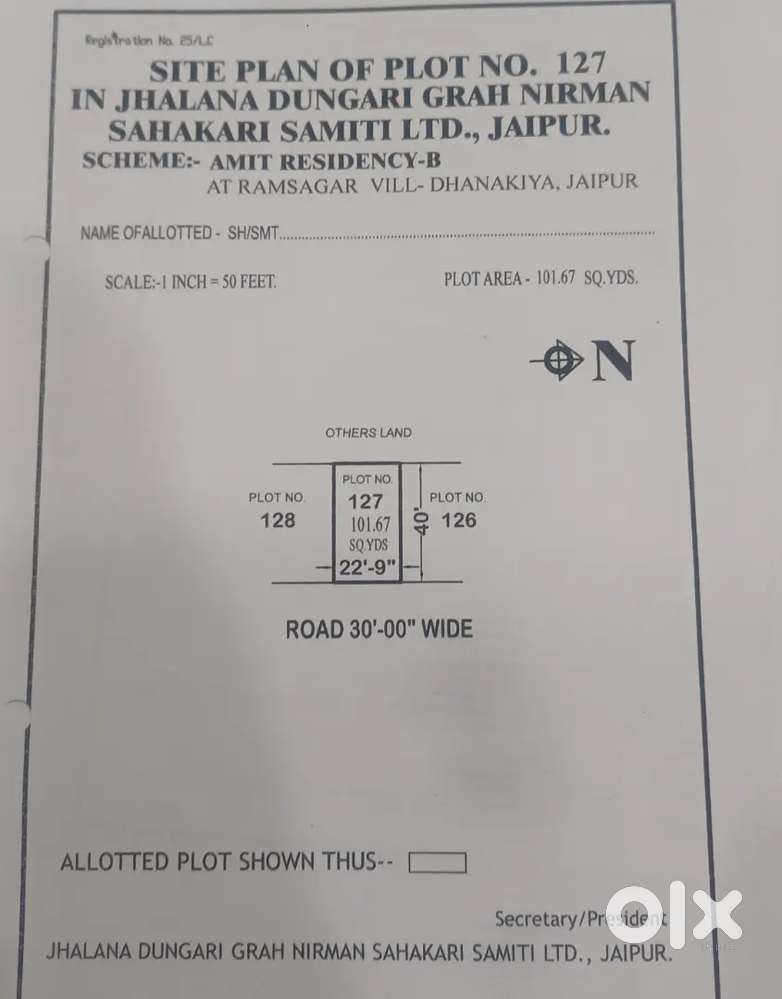 Registration No. 25/L.C
SITE PLAN OF PLOT NO. 127
IN JHALANA DUNGARI GRAH NIRMAN
SAHAKARI SAMITI LTD., JAIPUR.
SCHEME:- AMIT RESIDENCY-B
AT RAMSAGAR VILL- DHANAKIYA, JAIPUR
NAME OFALLOTTED - SH/SMT.....................................................
SCALE:-1 INCH = 50 FEET.
PLOT AREA - 101.67 SQ.YDS.
N
OTHERS LAND
PLOT NO.
128
PLOT NO.
127
101.67
SQ.YDS
22'-9"
40'
PLOT NO.
126
ROAD 30'-00" WIDE
ALLOTTED PLOT SHOWN THUS--
Secretary/President
JHALANA DUNGARI GRAH NIRMAN SAHAKARI SAMITI LTD., JAIPUR.
olx